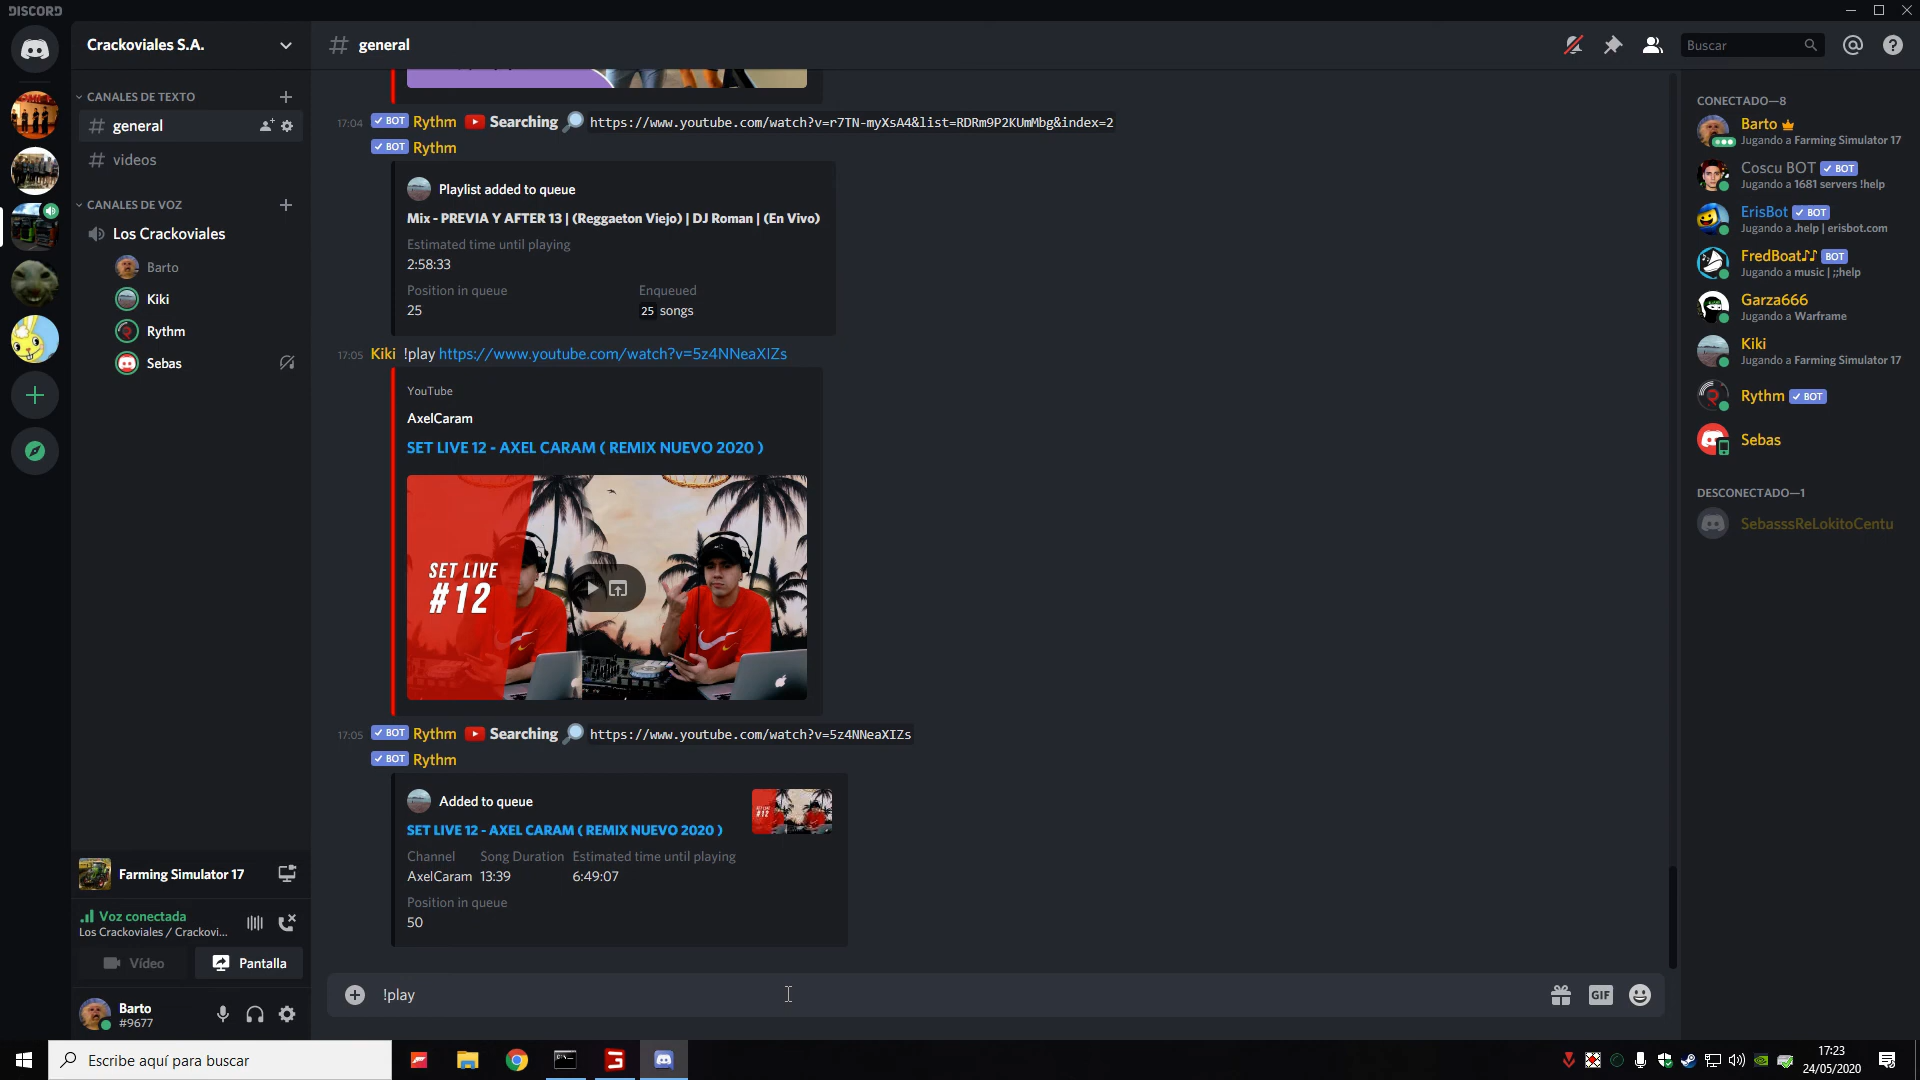 DISCORD
Crackoviales S.A.
CANALES DE TEXTO
general
videos
CANALES DE VOZ
Los Crackoviales
Barto
Kiki
Rythm
Sebas
Farming Simulator 17
Voz conectada
Los Crackoviales / Crackovi...
Vídeo
Pantalla
Barto
#9677
# general
Buscar
17:04 BOT Rythm Searching https://www.youtube.com/watch?v=r7TN-myXsA4&list=RDRm9P2KUmMbg&index=2
BOT Rythm
Playlist added to queue
Mix - PREVIA Y AFTER 13 | (Reggaeton Viejo) | DJ Roman | (En Vivo)
Estimated time until playing
2:58:33
Position in queue Enqueued
25 25 songs
17:05 Kiki !play https://www.youtube.com/watch?v=5z4NNeaXIZs
YouTube
AxelCaram
SET LIVE 12 - AXEL CARAM ( REMIX NUEVO 2020 )
SET LIVE
#12
17:05 BOT Rythm Searching https://www.youtube.com/watch?v=5z4NNeaXIZs
BOT Rythm
Added to queue
SET LIVE 12 - AXEL CARAM ( REMIX NUEVO 2020 )
SET LIVE
#12
Channel Song Duration Estimated time until playing
AxelCaram 13:39 6:49:07
Position in queue
50
!play
GIF
CONECTADO—8
Barto
Jugando a Farming Simulator 17
Coscu BOT BOT
Jugando a 1681 servers !help
ErisBot BOT
Jugando a .help | erisbot.com
FredBoat♪♪ BOT
Jugando a music | ;;help
Garza666
Jugando a Warframe
Kiki
Jugando a Farming Simulator 17
Rythm BOT
Sebas
DESCONECTADO—1
SebasssReLokitoCentu
Escribe aquí para buscar
17:23
24/05/2020